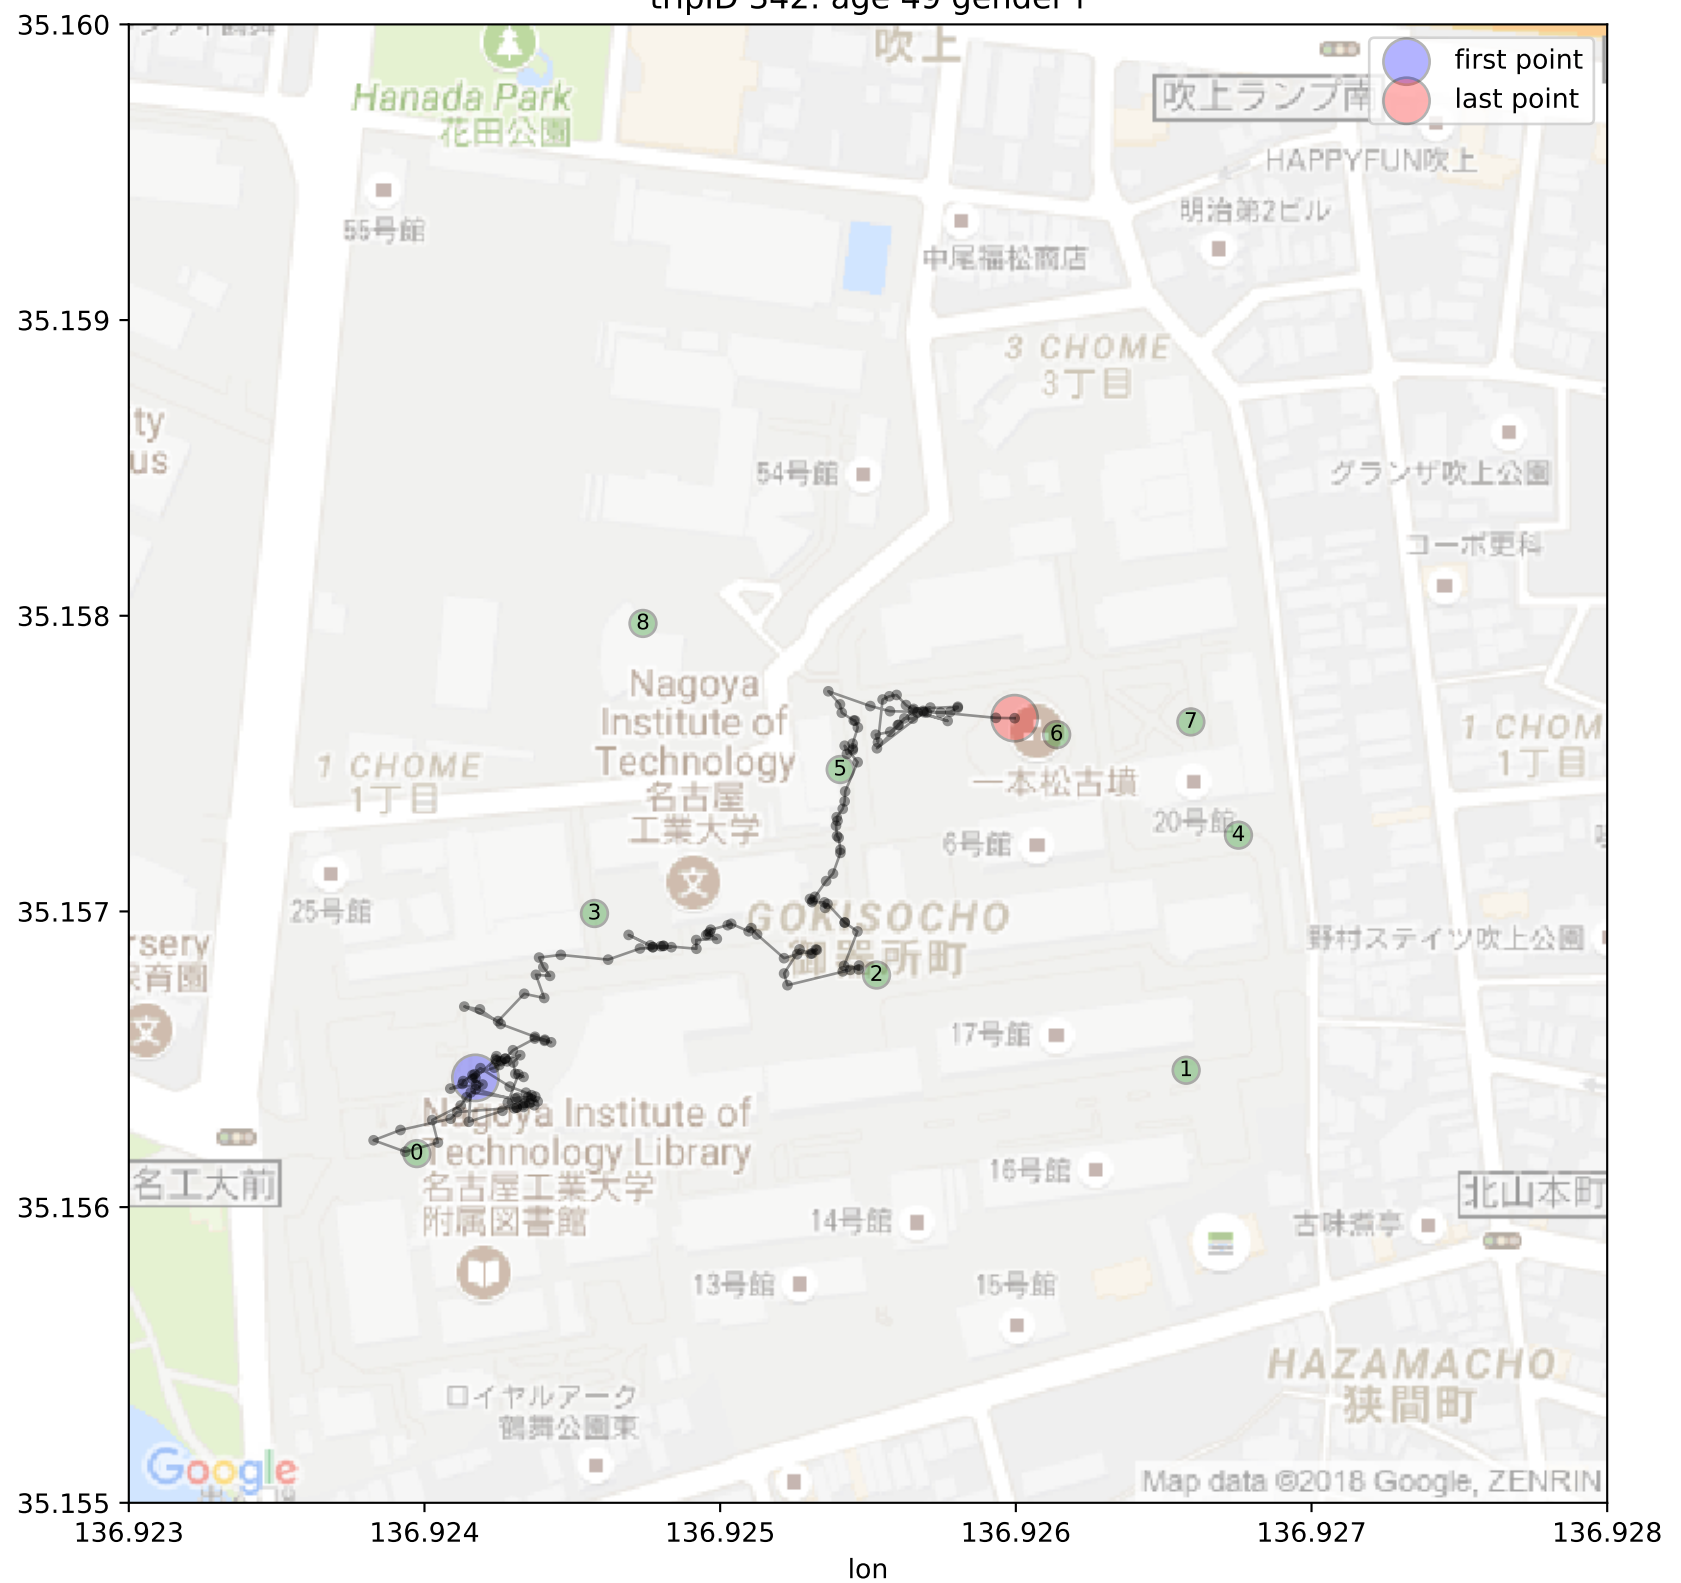 35.160
first point
last point
吹上
吹上ランプ南
Hanada Park
花田公園
HAPPYFUN吹上
55号館
明治第2ビル
中尾福松商店
35.159
3 CHOME
3丁目
ty
us
54号館
グランザ吹上公園
コーポ更科
35.158
8
Nagoya
Institute of
Technology
名古屋
工業大学
7
6
5
1 CHOME
1丁目
1 CHOM
1丁目
一本松古墳
20号館
4
6号館
25号館
3
35.157
GOKISOCHO
御器所町
野村ステイツ吹上公園
rsery
保育園
2
17号館
1
Nagoya Institute of
Technology Library
名古屋工業大学
附属図書館
0
名工大前
16号館
北山本町
35.156
14号館
古味煮亭
13号館
15号館
HAZAMACHO
狭間町
ロイヤルアーク
鶴舞公園東
Google
Map data ©2018 Google, ZENRIN
35.155
136.923
136.924
136.925
136.926
136.927
136.928
lon